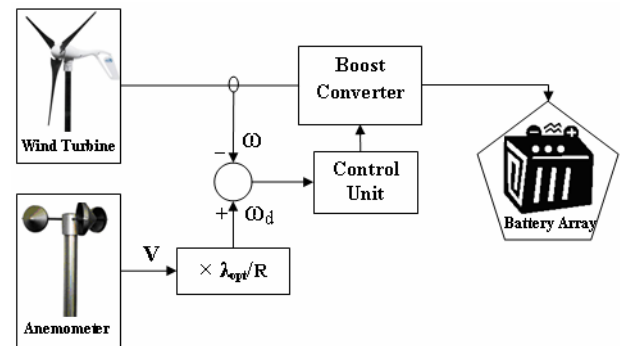 Wind Turbine
Boost
Converter
− ω
Control
Unit
+ ω_d
V
× λ_opt/R
Anemometer
− +
Battery Array